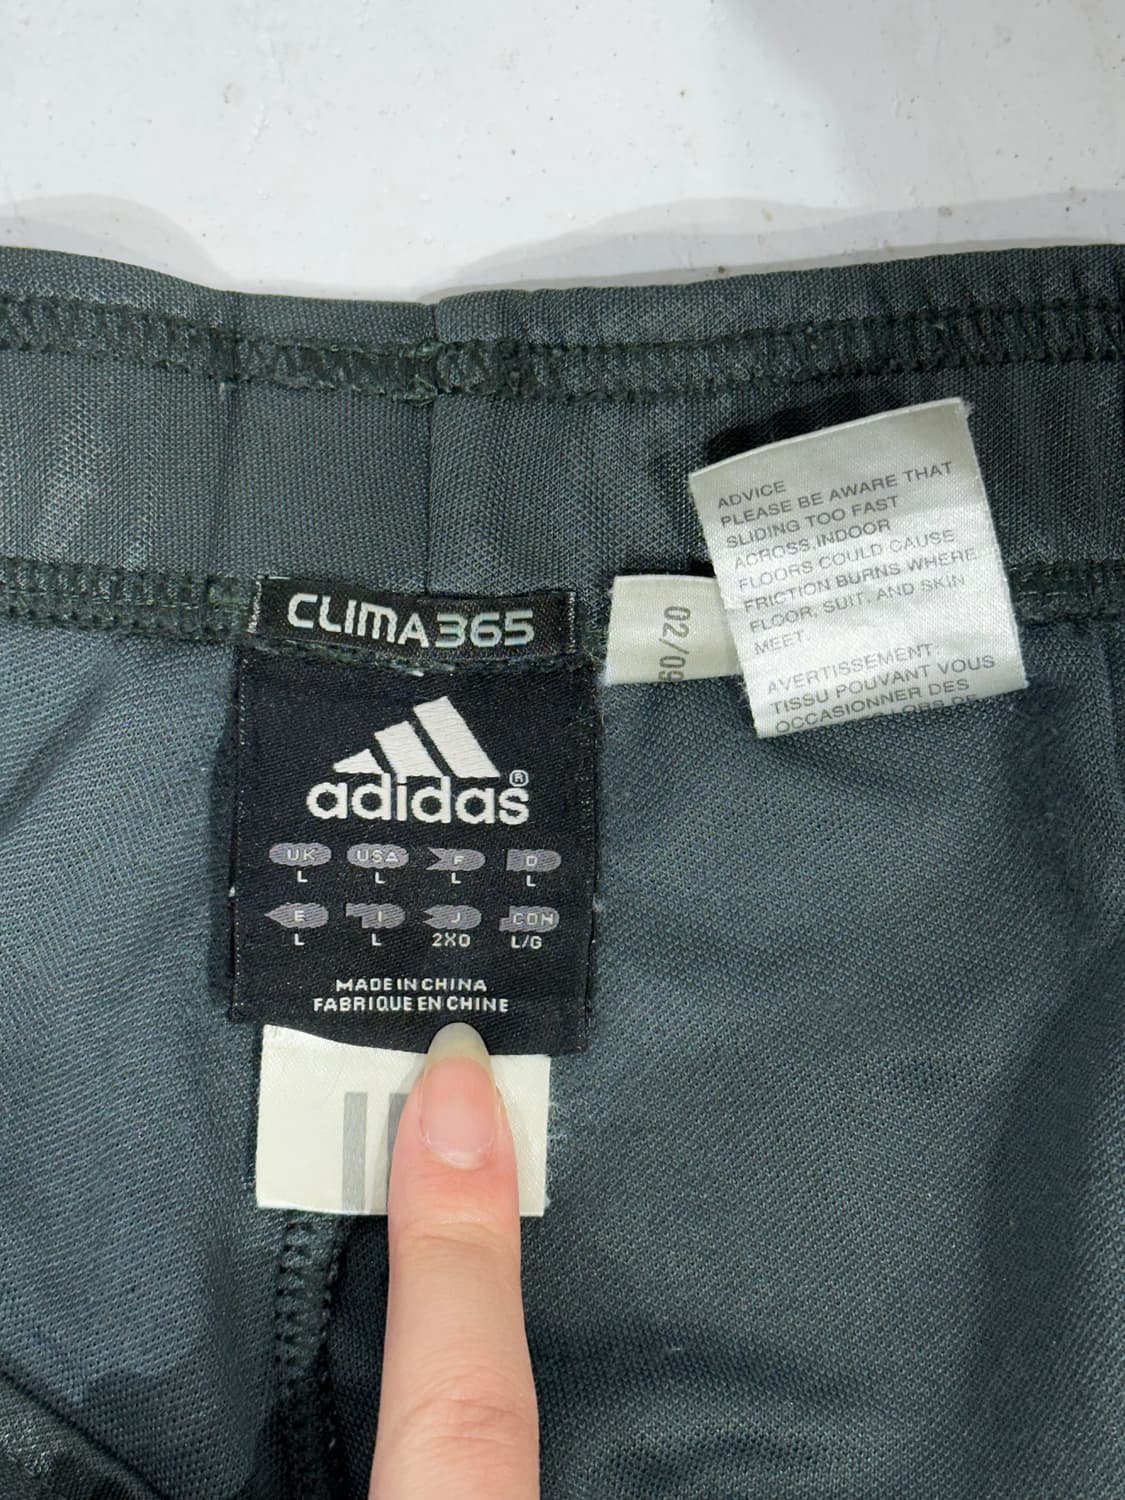 CLIMA365
adidas®
UK USA F D
L L L L
E I J CDN
L L 2XO L/G
MADE IN CHINA
FABRIQUE EN CHINE
02/09
ADVICE
PLEASE BE AWARE THAT
SLIDING TOO FAST
ACROSS INDOOR
FLOORS COULD CAUSE
FRICTION BURNS WHERE
FLOOR, SUIT, AND SKIN
MEET
AVERTISSEMENT:
TISSU POUVANT VOUS
OCCASIONNER DES